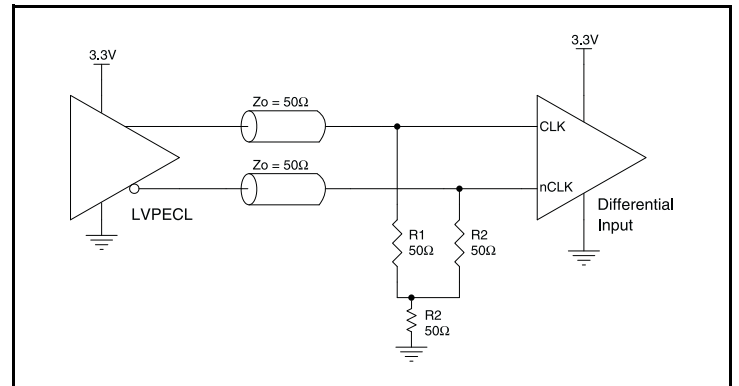 3.3V
3.3V
Zo = 50Ω
CLK
Zo = 50Ω
nCLK
LVPECL
Differential
Input
R1
50Ω
R2
50Ω
R2
50Ω